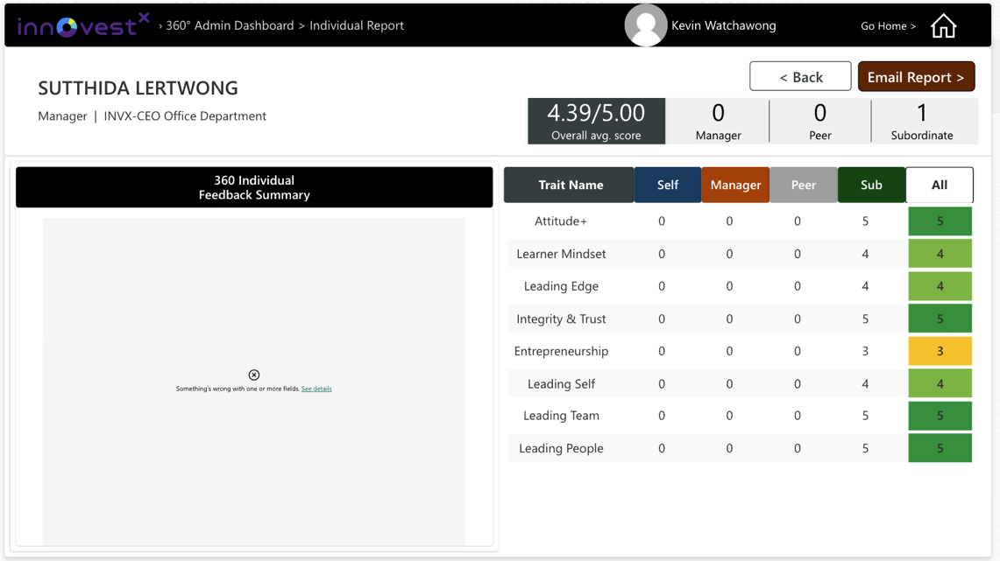 innovestx
› 360° Admin Dashboard > Individual Report
Kevin Watchawong
Go Home >
< Back
Email Report >
SUTTHIDA LERTWONG
Manager | INVX-CEO Office Department
4.39/5.00
Overall avg. score
0
Manager
0
Peer
1
Subordinate
360 Individual
Feedback Summary
Something's wrong with one or more fields. See details
Trait Name Self Manager Peer Sub All
Attitude+ 0 0 0 5 5
Learner Mindset 0 0 0 4 4
Leading Edge 0 0 0 4 4
Integrity & Trust 0 0 0 5 5
Entrepreneurship 0 0 0 3 3
Leading Self 0 0 0 4 4
Leading Team 0 0 0 5 5
Leading People 0 0 0 5 5